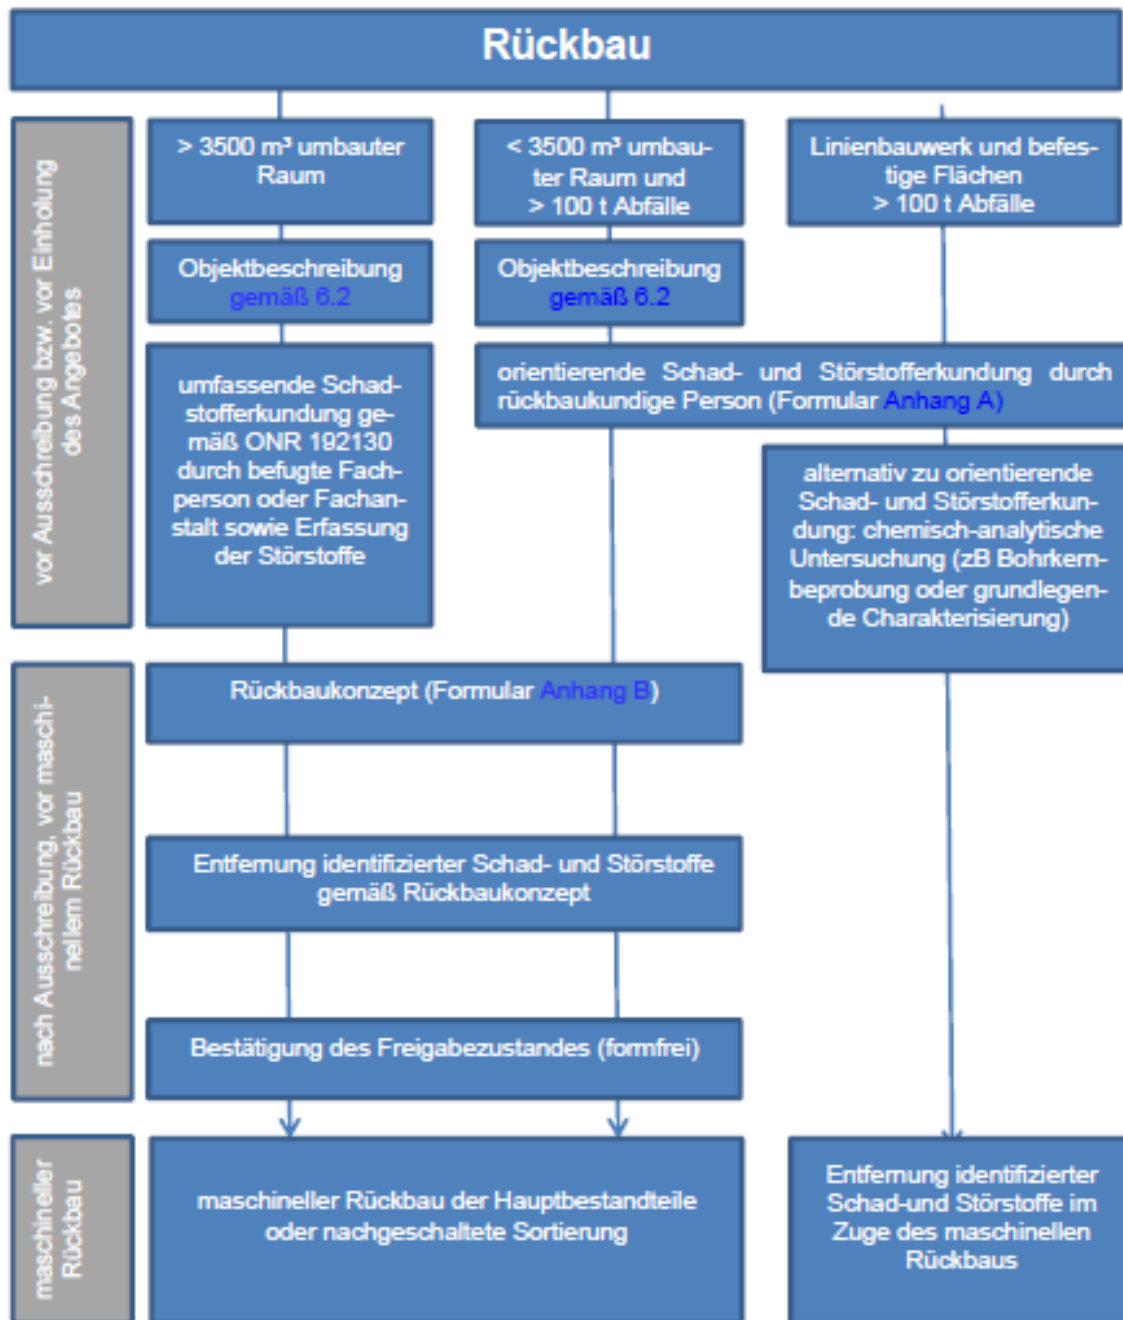 Rückbau
vor Ausschreibung bzw. vor Einholung
des Angebotes
> 3500 m³ umbauter
Raum
< 3500 m³ umbau-
ter Raum und
> 100 t Abfälle
Linienbauwerk und befes-
tige Flächen
> 100 t Abfälle
Objektbeschreibung
gemäß 6.2
Objektbeschreibung
gemäß 6.2
umfassende Schad-
stofferkundung ge-
mäß ONR 192130
durch befugte Fach-
person oder Fachan-
stalt sowie Erfassung
der Störstoffe
orientierende Schad- und Störstofferkundung durch
rückbaukundige Person (Formular Anhang A)
alternativ zu orientierende
Schad- und Störstofferkun-
dung: chemisch-analytische
Untersuchung (zB Bohrkern-
beprobung oder grundlegen-
de Charakterisierung)
nach Ausschreibung, vor maschi-
nellem Rückbau
Rückbaukonzept (Formular Anhang B)
Entfernung identifizierter Schad- und Störstoffe
gemäß Rückbaukonzept
Bestätigung des Freigabezustandes (formfrei)
maschineller
Rückbau
maschineller Rückbau der Hauptbestandteile
oder nachgeschaltete Sortierung
Entfernung identifizierter
Schad-und Störstoffe im
Zuge des maschinellen
Rückbaus